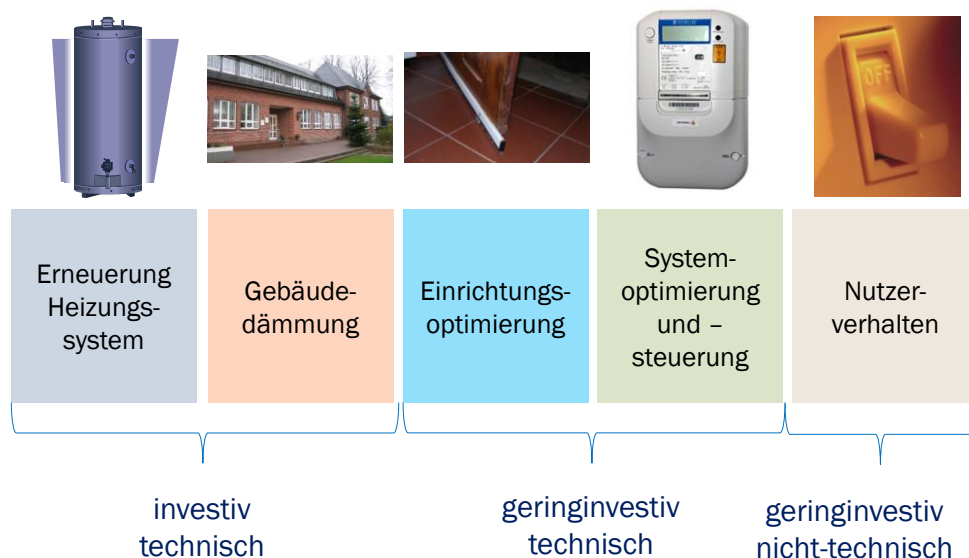 OFF
Erneuerung
Heizungs-
system
Gebäude-
dämmung
Einrichtungs-
optimierung
System-
optimierung
und –
steuerung
Nutzer-
verhalten
investiv
technisch
geringinvestiv
technisch
geringinvestiv
nicht-technisch